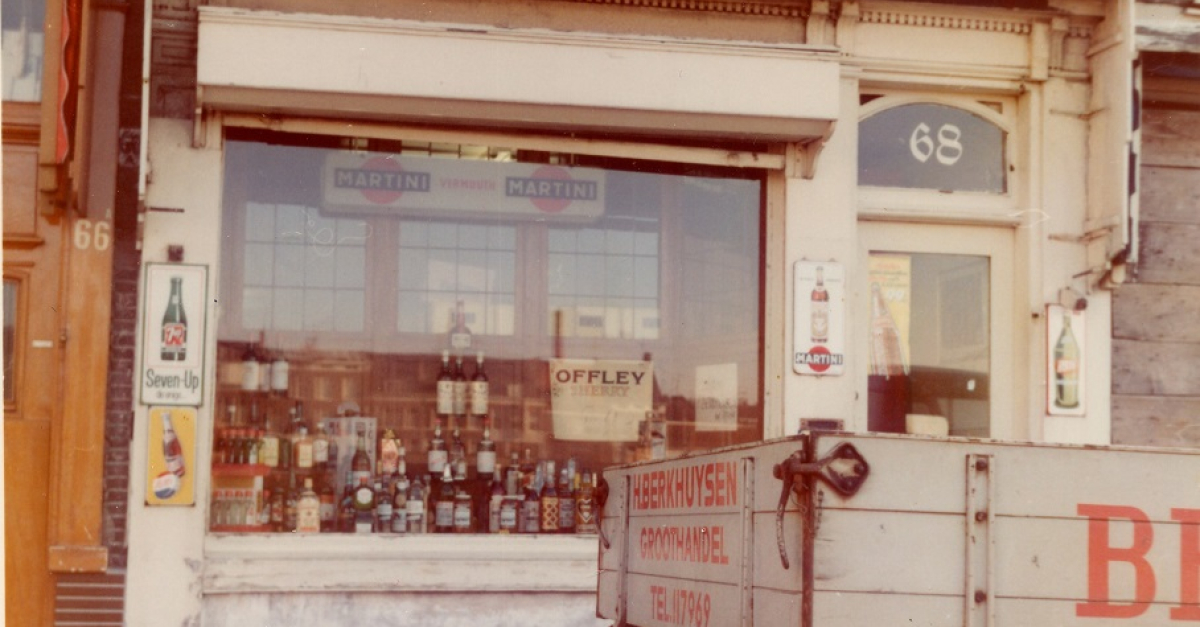 68
66
MARTINI VERMOUTH MARTINI
7up
Seven-Up
MARTINI
OFFLEY
SHERRY
H.BERKHUYSEN
GROOTHANDEL
TEL.117969